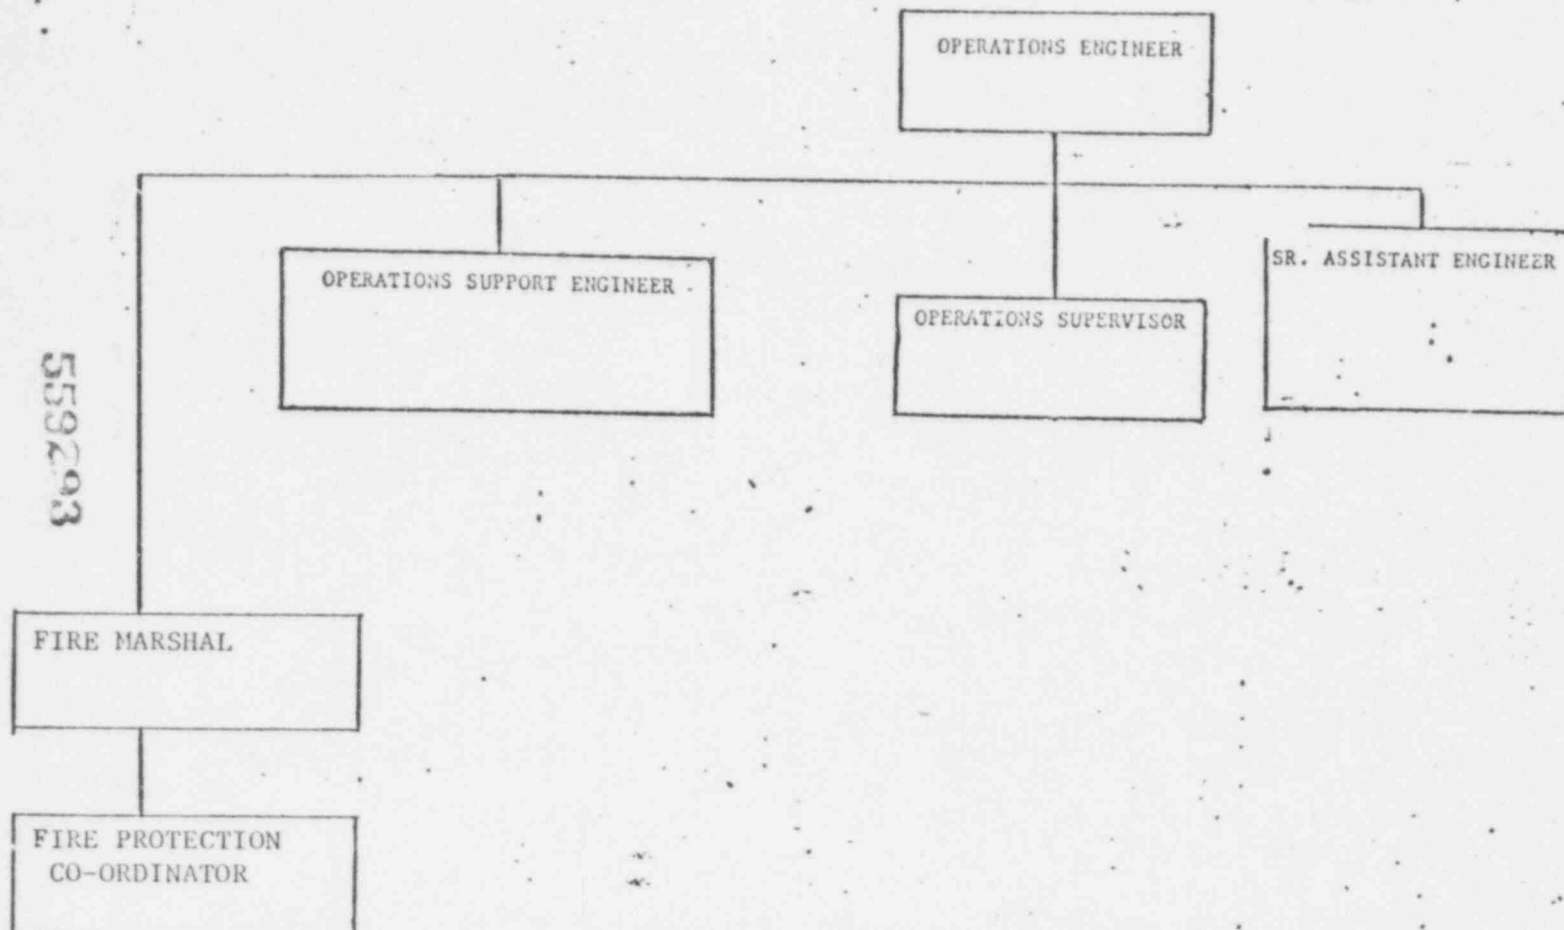 OPERATIONS ENGINEER
OPERATIONS SUPPORT ENGINEER
OPERATIONS SUPERVISOR
SR. ASSISTANT ENGINEER
559293
FIRE MARSHAL
FIRE PROTECTION
CO-ORDINATOR